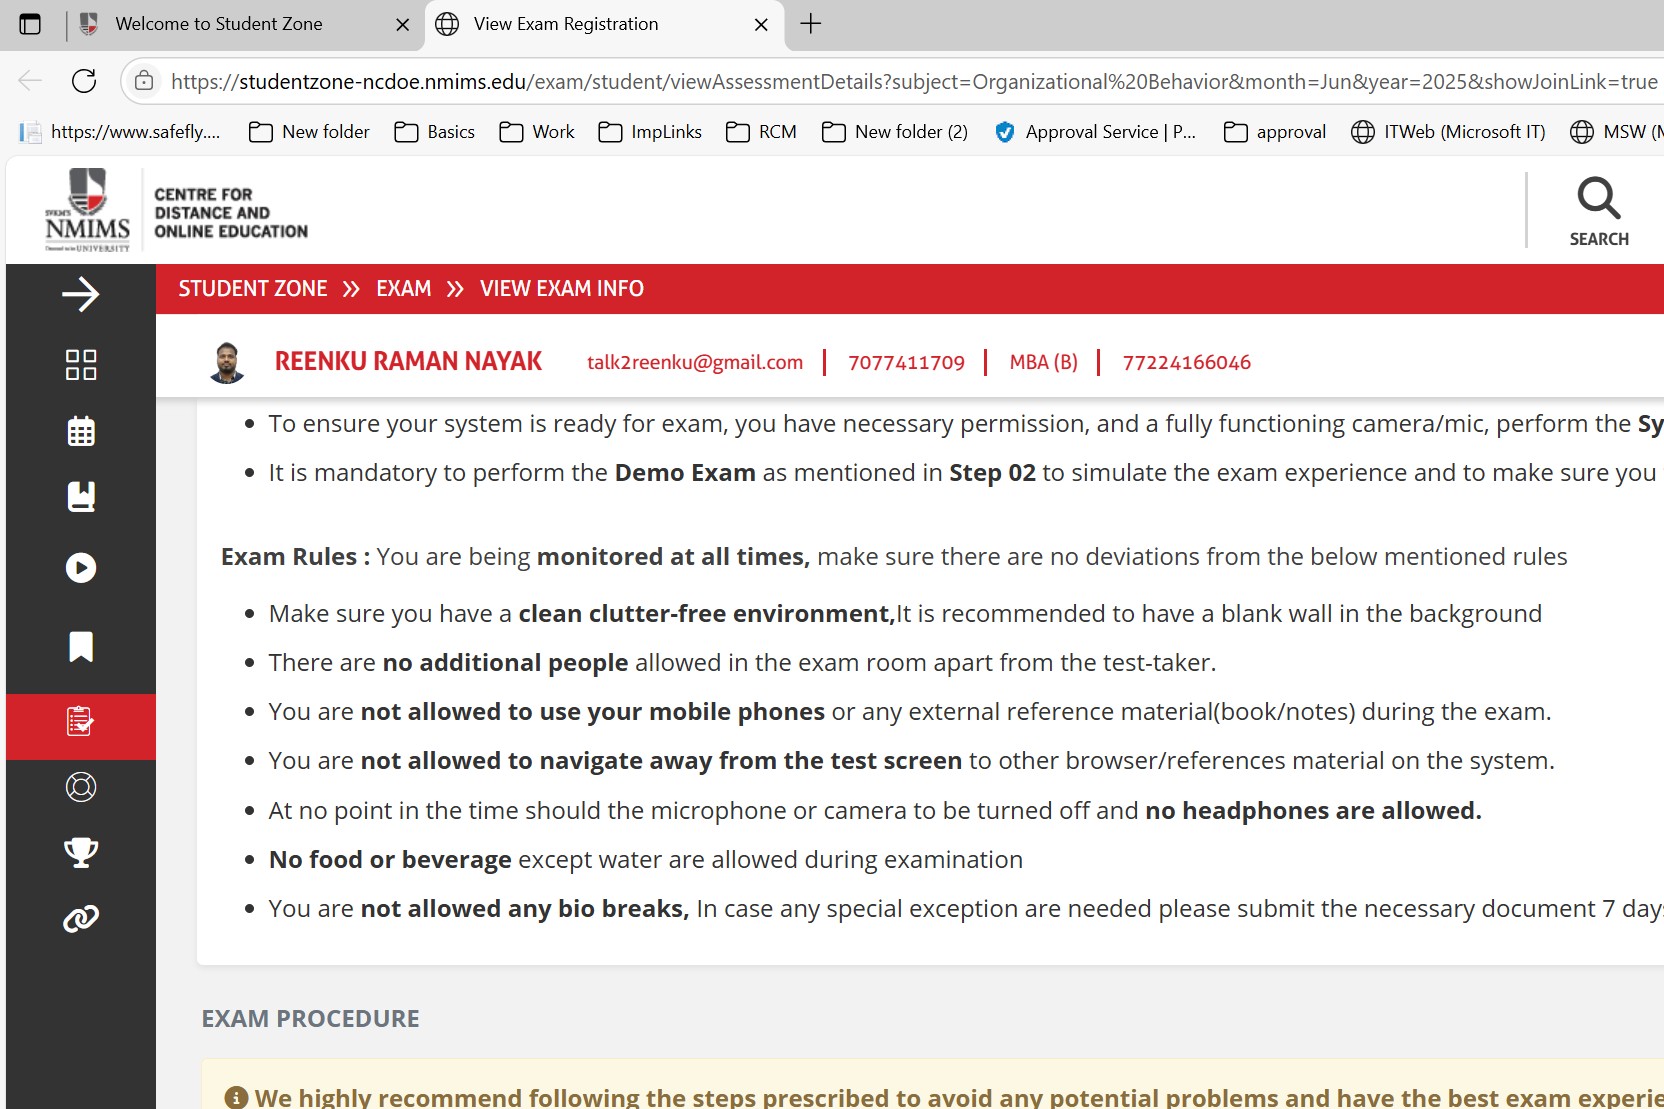 Welcome to Student Zone
View Exam Registration
https://studentzone-ncdoe.nmims.edu/exam/student/viewAssessmentDetails?subject=Organizational%20Behavior&month=Jun&year=2025&showJoinLink=true
https://www.safefly.... New folder Basics Work ImpLinks RCM New folder (2) Approval Service | P... approval ITWeb (Microsoft IT) MSW (M
SVKM'S
NMIMS
Deemed to be UNIVERSITY
CENTRE FOR
DISTANCE AND
ONLINE EDUCATION
SEARCH
STUDENT ZONE » EXAM » VIEW EXAM INFO
REENKU RAMAN NAYAK talk2reenku@gmail.com | 7077411709 | MBA (B) | 77224166046
• To ensure your system is ready for exam, you have necessary permission, and a fully functioning camera/mic, perform the Sy
• It is mandatory to perform the Demo Exam as mentioned in Step 02 to simulate the exam experience and to make sure you
Exam Rules : You are being monitored at all times, make sure there are no deviations from the below mentioned rules
• Make sure you have a clean clutter-free environment,It is recommended to have a blank wall in the background
• There are no additional people allowed in the exam room apart from the test-taker.
• You are not allowed to use your mobile phones or any external reference material(book/notes) during the exam.
• You are not allowed to navigate away from the test screen to other browser/references material on the system.
• At no point in the time should the microphone or camera to be turned off and no headphones are allowed.
• No food or beverage except water are allowed during examination
• You are not allowed any bio breaks, In case any special exception are needed please submit the necessary document 7 days
EXAM PROCEDURE
We highly recommend following the steps prescribed to avoid any potential problems and have the best exam experie